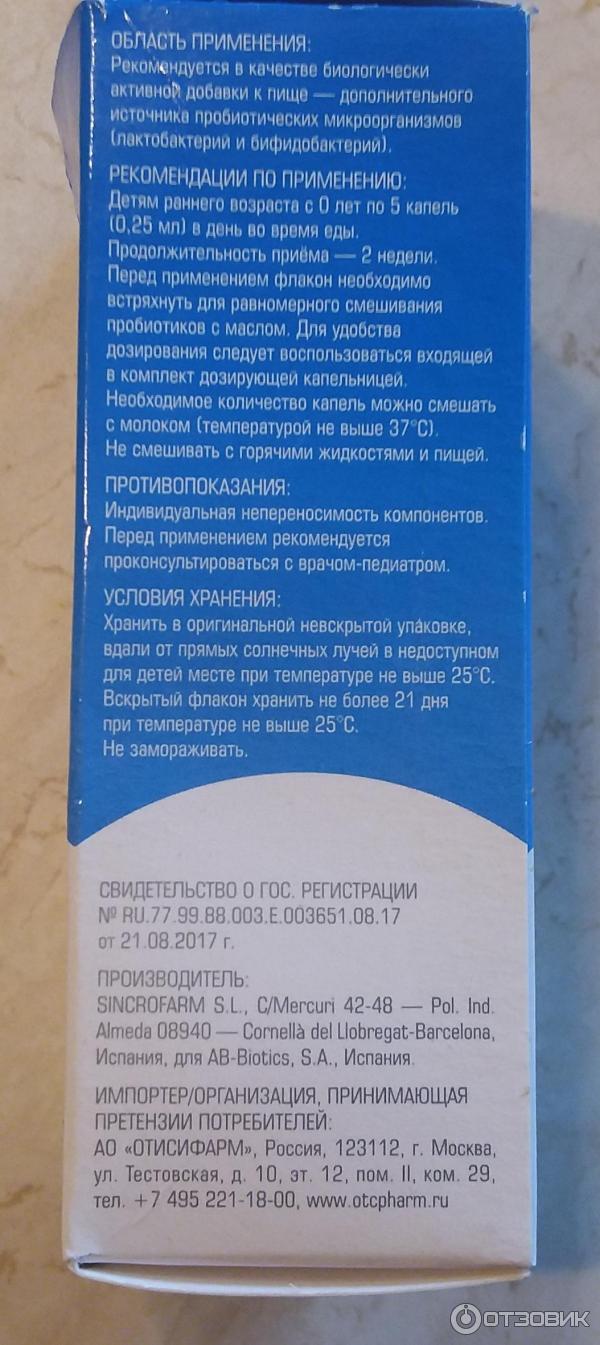 ОБЛАСТЬ ПРИМЕНЕНИЯ:
Рекомендуется в качестве биологически
активной добавки к пище — дополнительного
источника пробиотических микроорганизмов
(лактобактерий и бифидобактерий).
РЕКОМЕНДАЦИИ ПО ПРИМЕНЕНИЮ:
Детям раннего возраста с 0 лет по 5 капель
(0,25 мл) в день во время еды.
Продолжительность приёма — 2 недели.
Перед применением флакон необходимо
встряхнуть для равномерного смешивания
пробиотиков с маслом. Для удобства
дозирования следует воспользоваться входящей
в комплект дозирующей капельницей.
Необходимое количество капель можно смешать
с молоком (температурой не выше 37°С).
Не смешивать с горячими жидкостями и пищей.
ПРОТИВОПОКАЗАНИЯ:
Индивидуальная непереносимость компонентов.
Перед применением рекомендуется
проконсультироваться с врачом-педиатром.
УСЛОВИЯ ХРАНЕНИЯ:
Хранить в оригинальной невскрытой упаковке,
вдали от прямых солнечных лучей в недоступном
для детей месте при температуре не выше 25°С.
Вскрытый флакон хранить не более 21 дня
при температуре не выше 25°С.
Не замораживать.
СВИДЕТЕЛЬСТВО О ГОС. РЕГИСТРАЦИИ
№ RU.77.99.88.003.Е.003651.08.17
от 21.08.2017 г.
ПРОИЗВОДИТЕЛЬ:
SINCROFARM S.L., C/Mercuri 42-48 — Pol. Ind.
Almeda 08940 — Cornellà del Llobregat-Barcelona,
Испания, для AB-Biotics, S.A., Испания.
ИМПОРТЕР/ОРГАНИЗАЦИЯ, ПРИНИМАЮЩАЯ
ПРЕТЕНЗИИ ПОТРЕБИТЕЛЕЙ:
АО «ОТИСИФАРМ», Россия, 123112, г. Москва,
ул. Тестовская, д. 10, эт. 12, пом. II, ком. 29,
тел. +7 495 221-18-00, www.otcpharm.ru
ОТЗОВИК